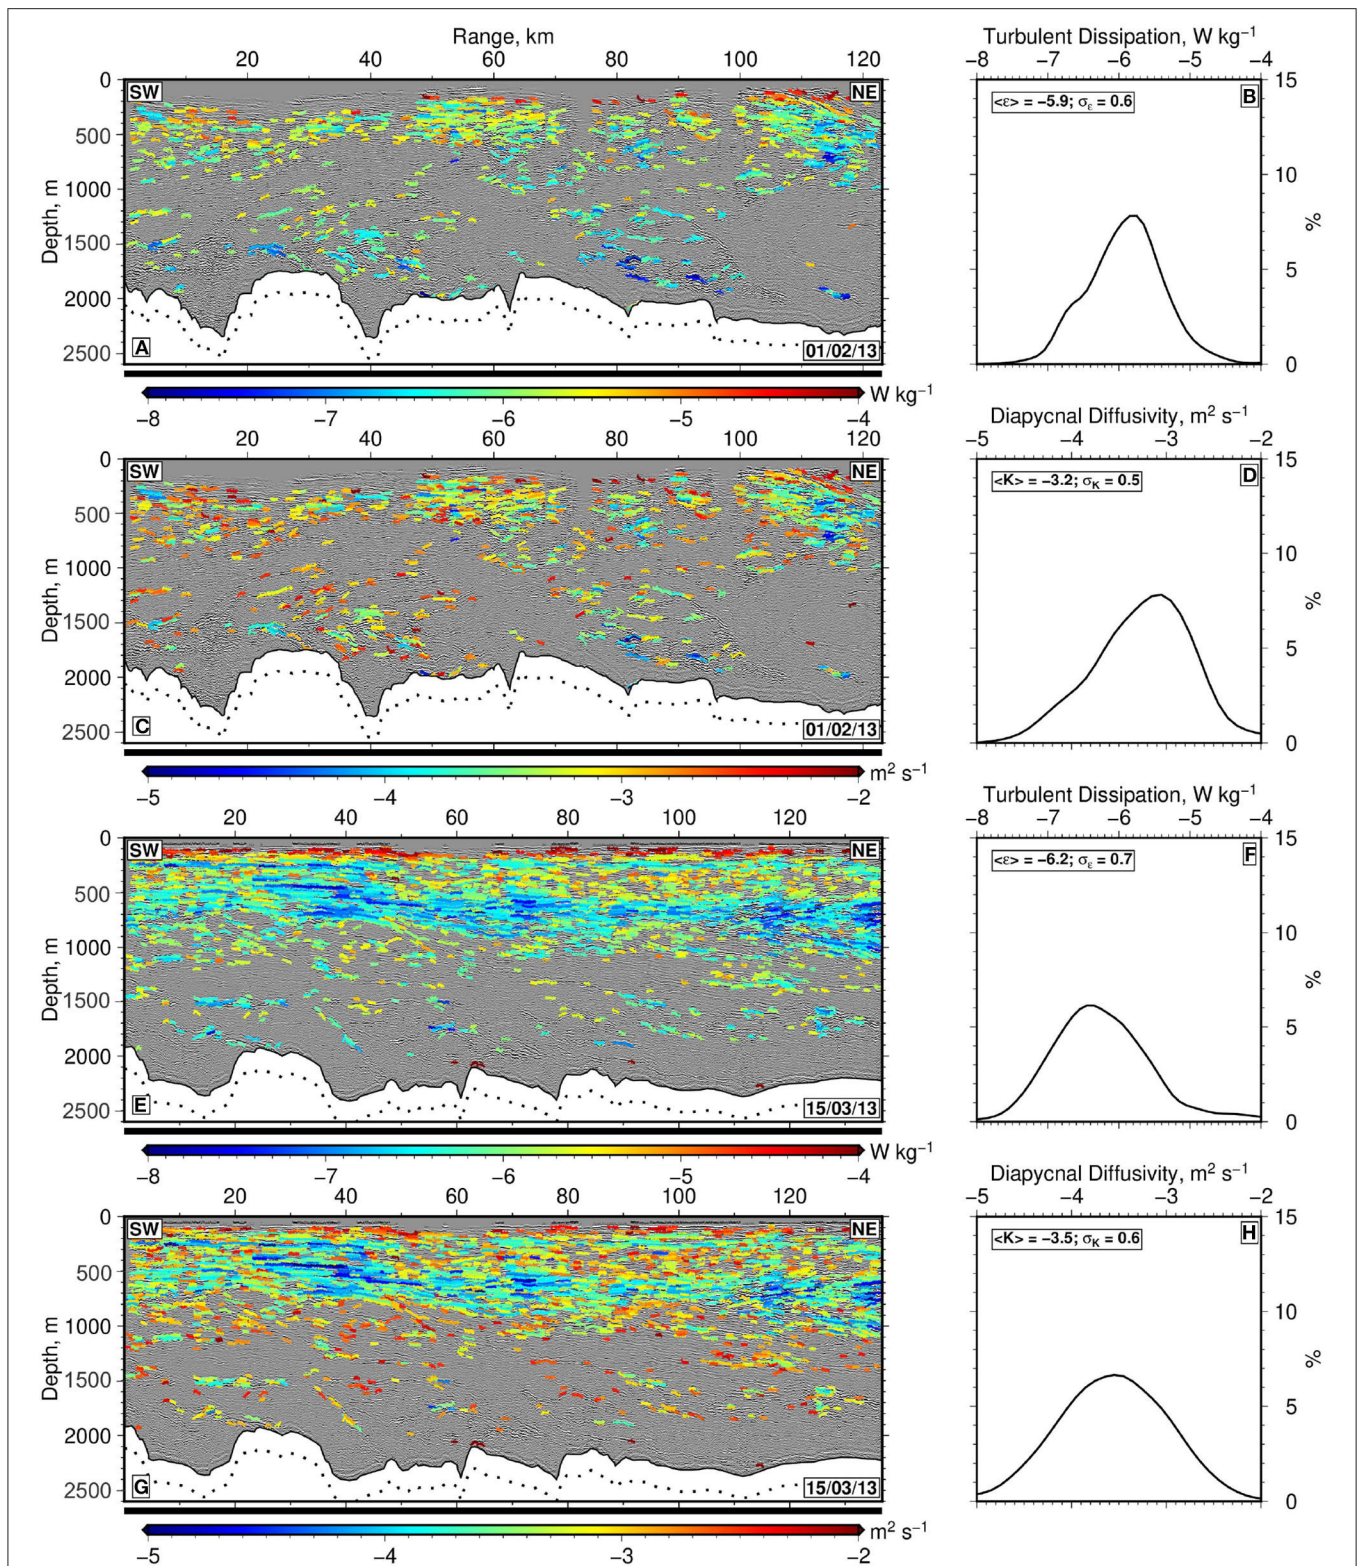 Range, km
20 40 60 80 100 120
Depth, m
0
500
1000
1500
2000
2500
SW
NE
A
01/02/13
−8 −7 −6 −5 −4
W kg−1
Turbulent Dissipation, W kg−1
−8 −7 −6 −5 −4
<ε> = −5.9; σε = 0.6
B
15
10
5
0
%
20 40 60 80 100 120
Depth, m
0
500
1000
1500
2000
2500
SW
NE
C
01/02/13
−5 −4 −3 −2
m2 s−1
Diapycnal Diffusivity, m2 s−1
−5 −4 −3 −2
<K> = −3.2; σK = 0.5
D
15
10
5
0
%
20 40 60 80 100 120
Depth, m
0
500
1000
1500
2000
2500
SW
NE
E
15/03/13
−8 −7 −6 −5 −4
W kg−1
Turbulent Dissipation, W kg−1
−8 −7 −6 −5 −4
<ε> = −6.2; σε = 0.7
F
15
10
5
0
%
20 40 60 80 100 120
Depth, m
0
500
1000
1500
2000
2500
SW
NE
G
15/03/13
−5 −4 −3 −2
m2 s−1
Diapycnal Diffusivity, m2 s−1
−5 −4 −3 −2
<K> = −3.5; σK = 0.6
H
15
10
5
0
%